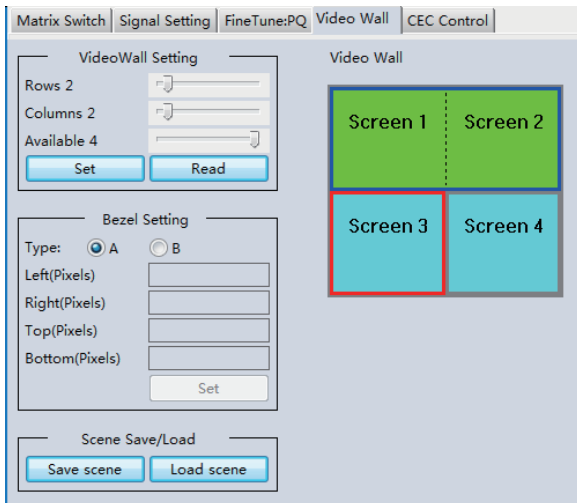 Matrix Switch Signal Setting FineTune:PQ Video Wall CEC Control
VideoWall Setting
Rows 2
Columns 2
Available 4
Set Read
Bezel Setting
Type: A B
Left(Pixels)
Right(Pixels)
Top(Pixels)
Bottom(Pixels)
Set
Scene Save/Load
Save scene Load scene
Video Wall
Screen 1 Screen 2
Screen 3 Screen 4